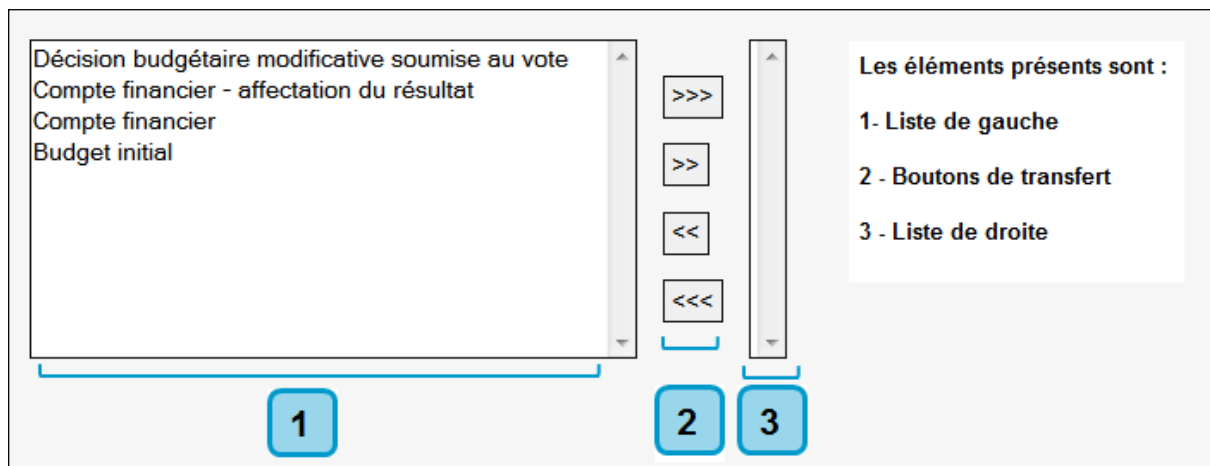 Décision budgétaire modificative soumise au vote
Compte financier - affectation du résultat
Compte financier
Budget initial
>>>
>>
<<
<<<
Les éléments présents sont :
1- Liste de gauche
2 - Boutons de transfert
3 - Liste de droite
1
2
3